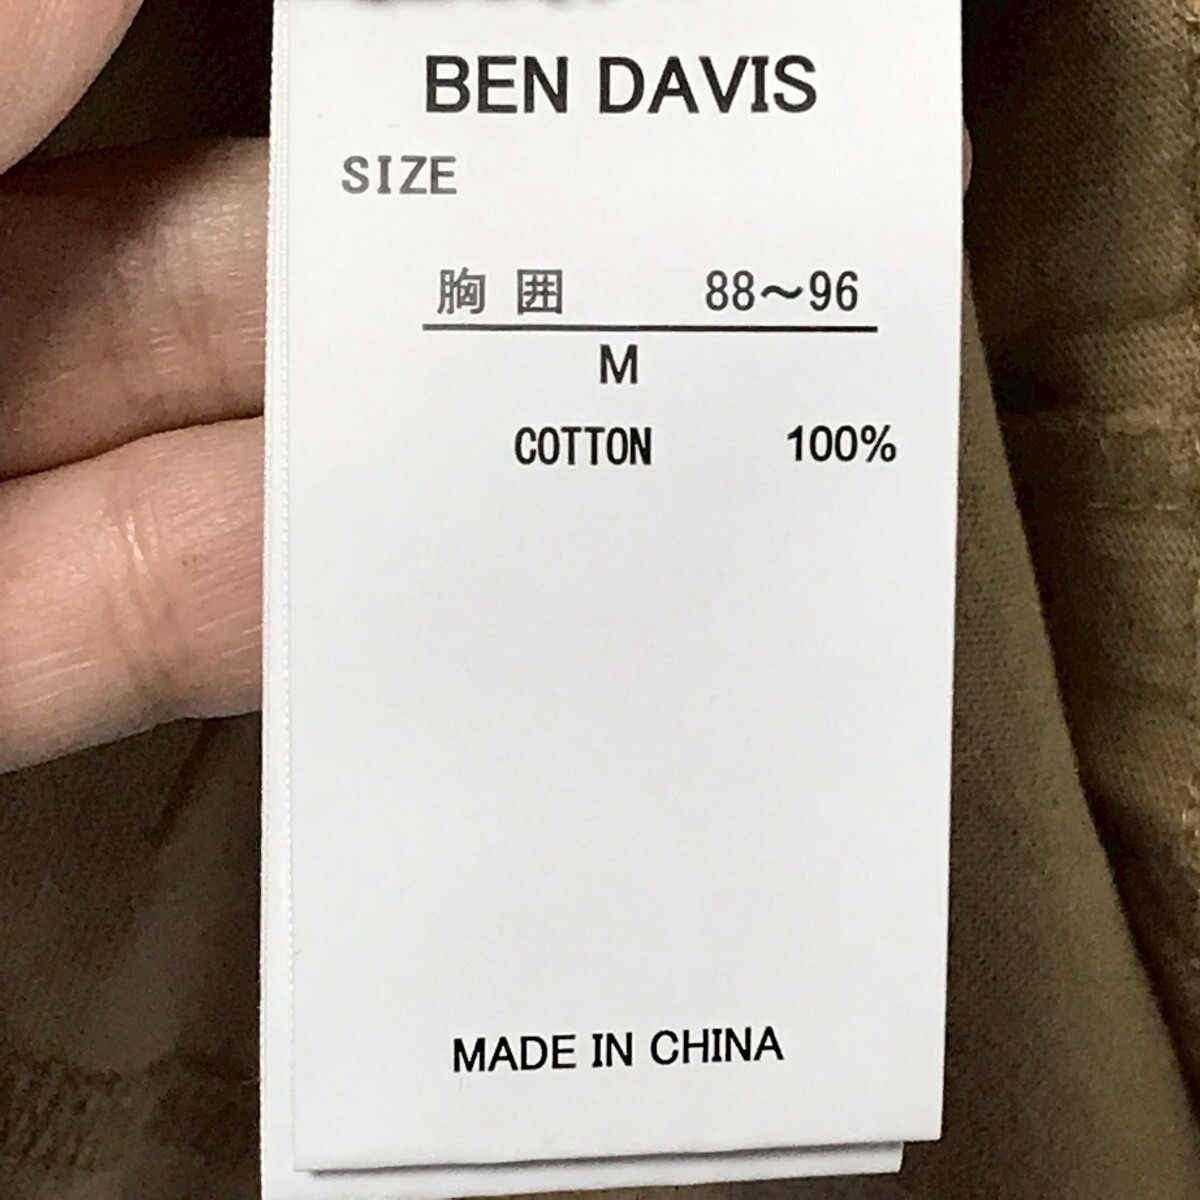 BEN DAVIS
SIZE
胸囲 88〜96
M
COTTON 100%
MADE IN CHINA